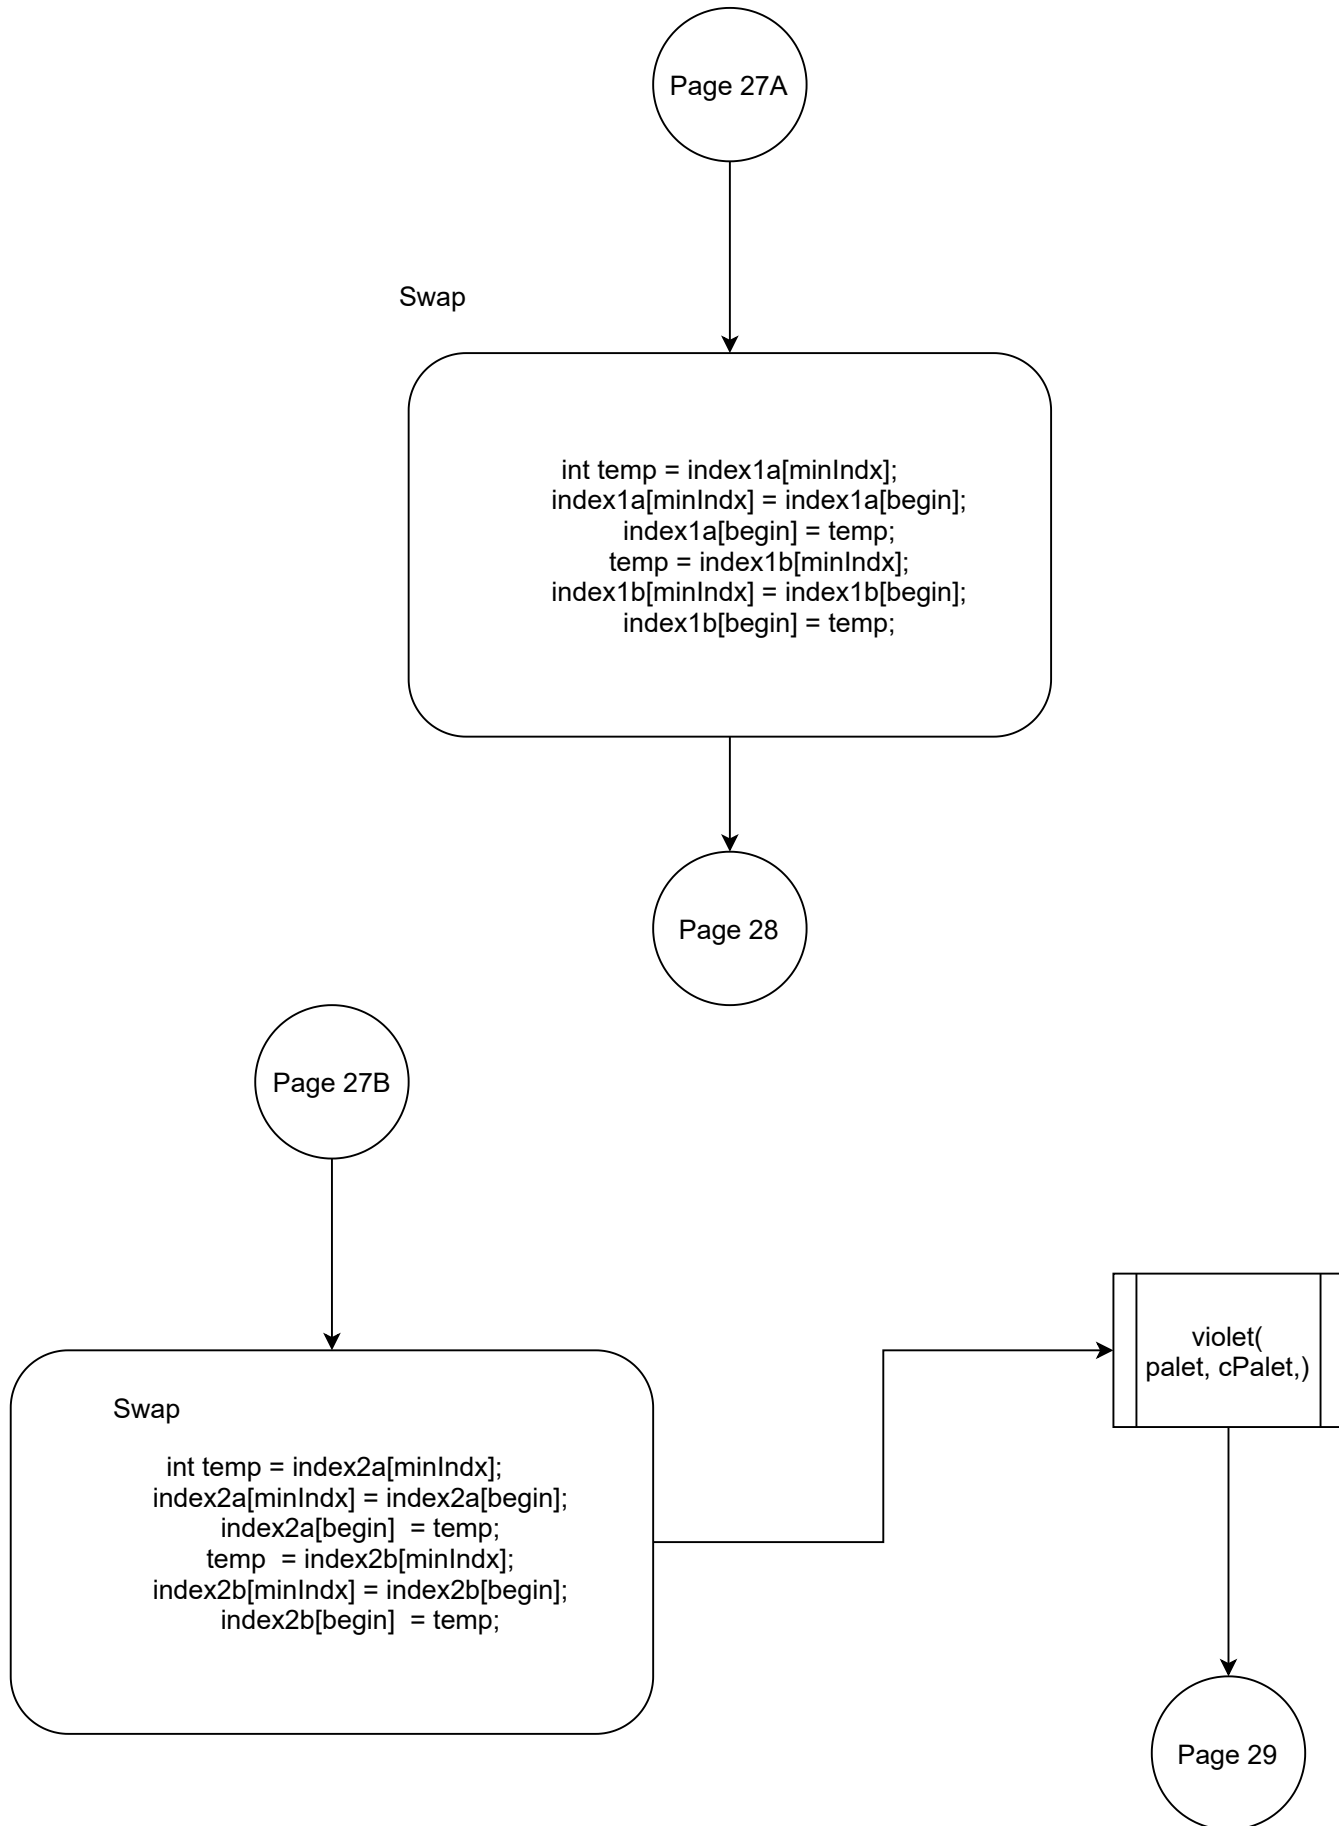 Page 27A
Swap
int temp = index1a[minIndx];
index1a[minIndx] = index1a[begin];
index1a[begin] = temp;
temp = index1b[minIndx];
index1b[minIndx] = index1b[begin];
index1b[begin] = temp;
Page 28
Page 27B
Swap
int temp = index2a[minIndx];
index2a[minIndx] = index2a[begin];
index2a[begin]  = temp;
temp  = index2b[minIndx];
index2b[minIndx] = index2b[begin];
index2b[begin]  = temp;
violet(
palet, cPalet,)
Page 29